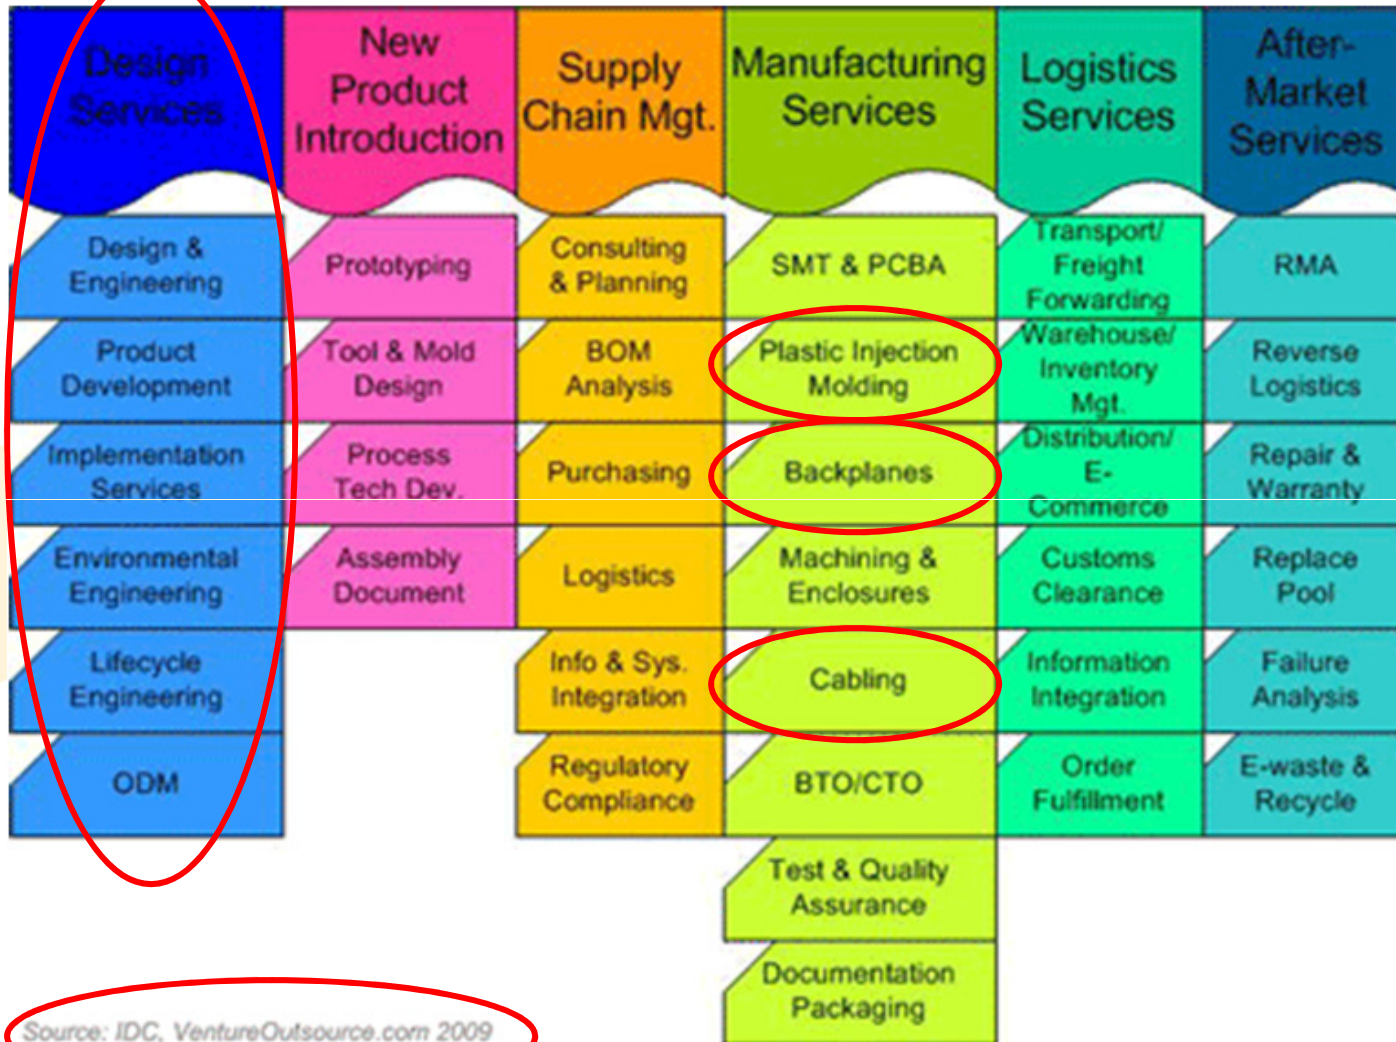 Design
Services
New
Product
Introduction
Supply
Chain Mgt.
Manufacturing
Services
Logistics
Services
After-
Market
Services
Design &
Engineering
Product
Development
Implementation
Services
Environmental
Engineering
Lifecycle
Engineering
ODM
Prototyping
Tool & Mold
Design
Process
Tech Dev.
Assembly
Document
Consulting
& Planning
BOM
Analysis
Purchasing
Logistics
Info & Sys.
Integration
Regulatory
Compliance
SMT & PCBA
Plastic Injection
Molding
Backplanes
Machining &
Enclosures
Cabling
BTO/CTO
Test & Quality
Assurance
Documentation
Packaging
Transport/
Freight
Forwarding
Warehouse/
Inventory
Mgt.
Distribution/
E-
Commerce
Customs
Clearance
Information
Integration
Order
Fulfillment
RMA
Reverse
Logistics
Repair &
Warranty
Replace
Pool
Failure
Analysis
E-waste &
Recycle
Source: IDC, VentureOutsource.com 2009